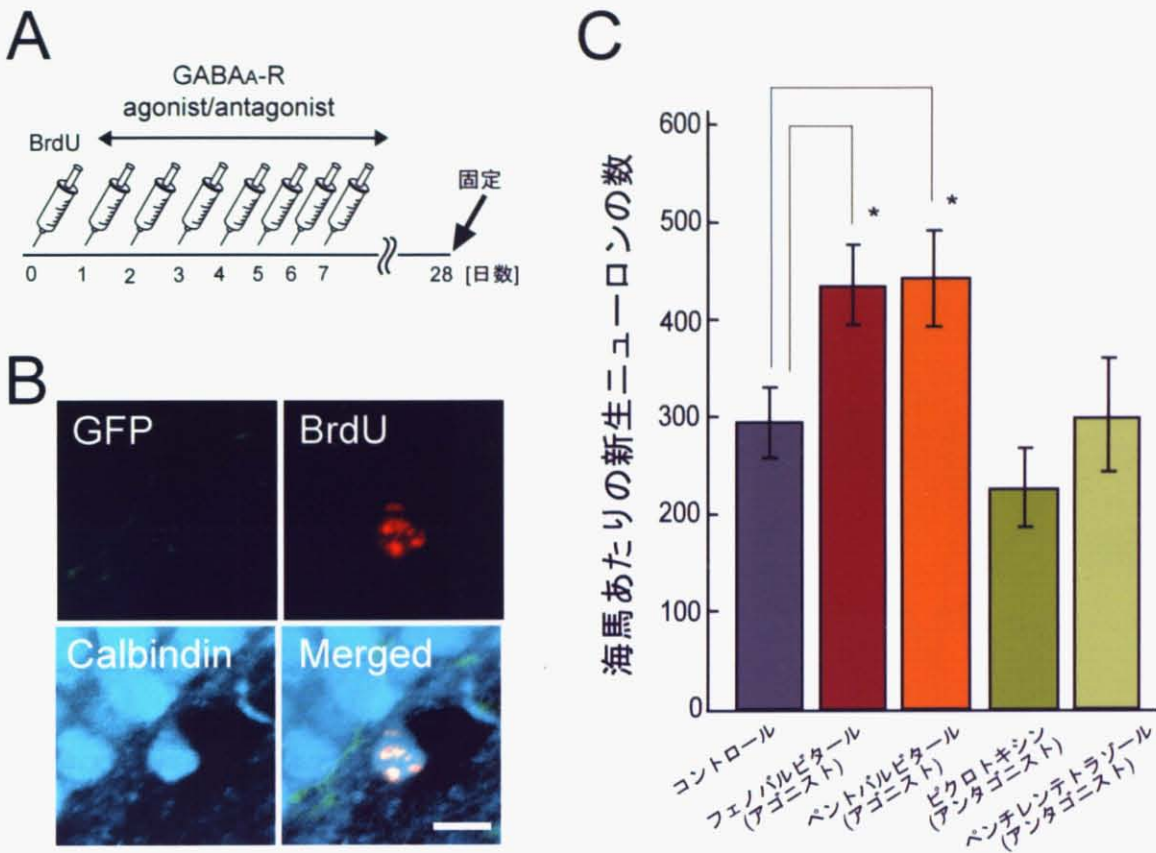 A
GABAA-R
agonist/antagonist
BrdU
固定
0 1 2 3 4 5 6 7 28 [日数]
B
GFP
BrdU
Calbindin
Merged
C
海馬あたりの新生ニューロンの数
600
500
400
300
200
100
0
*
*
コントロール
フェノバルビタール
(アゴニスト)
ペントバルビタール
(アゴニスト)
ピクロトキシン
(アンタゴニスト)
ペンチレンテトラゾール
(アンタゴニスト)